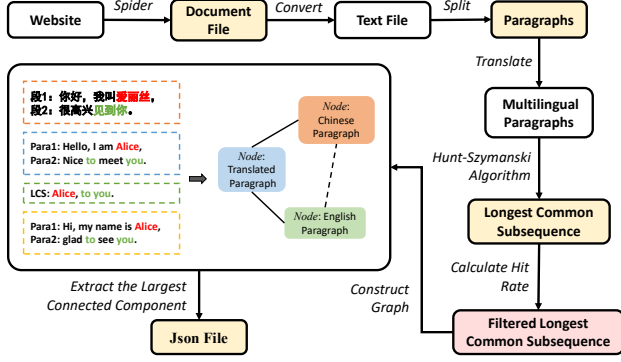 Website
Spider
Document
File
Convert
Text File
Split
Paragraphs
Translate
Multilingual
Paragraphs
Hunt-Szymanski
Algorithm
Longest Common
Subsequence
Calculate Hit
Rate
Filtered Longest
Common Subsequence
Construct
Graph
段1：你好，我叫爱丽丝，
段2：很高兴见到你。
Para1: Hello, I am Alice,
Para2: Nice to meet you.
LCS: Alice, to you.
Para1: Hi, my name is Alice,
Para2: glad to see you.
Node:
Chinese
Paragraph
Node:
Translated
Paragraph
Node: English
Paragraph
Extract the Largest
Connected Component
Json File